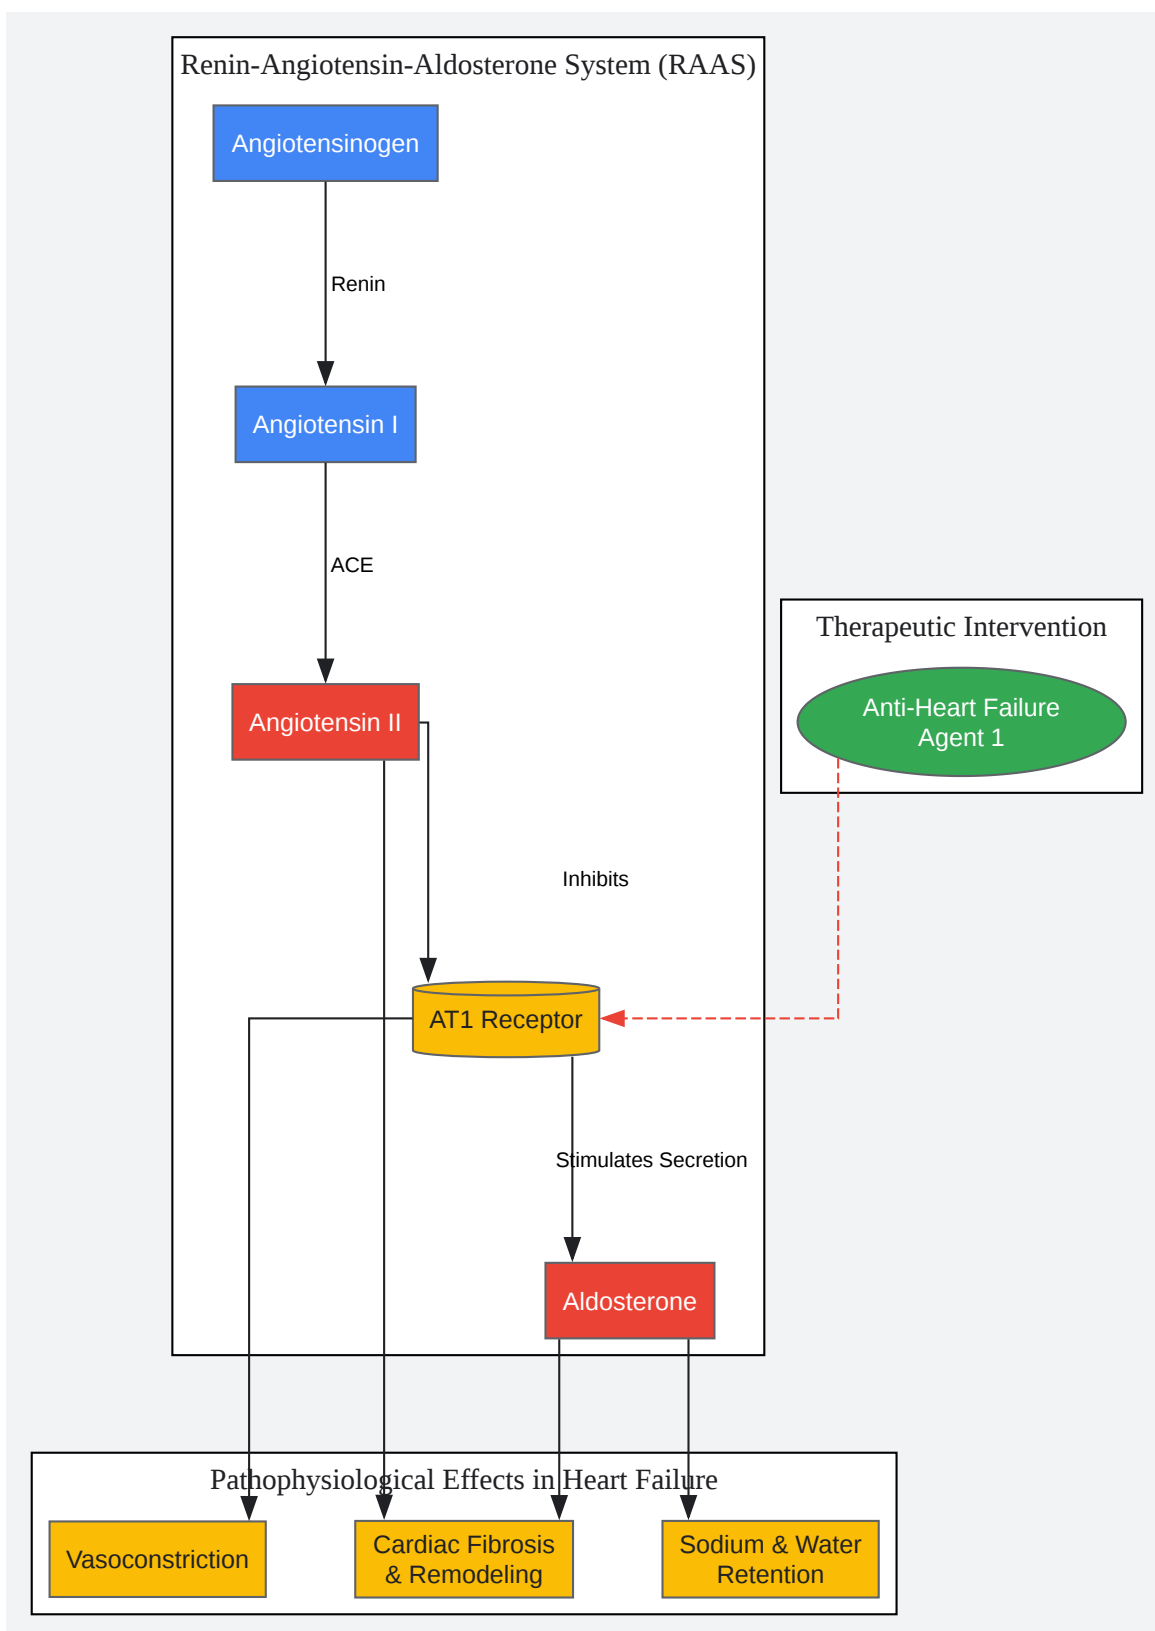 Renin-Angiotensin-Aldosterone System (RAAS)
Angiotensinogen
Renin
Angiotensin I
ACE
Therapeutic Intervention
Anti-Heart Failure
Agent 1
Angiotensin II
Inhibits
AT1 Receptor
Stimulates Secretion
Aldosterone
Pathophysiological Effects in Heart Failure
Vasoconstriction
Cardiac Fibrosis
& Remodeling
Sodium & Water
Retention